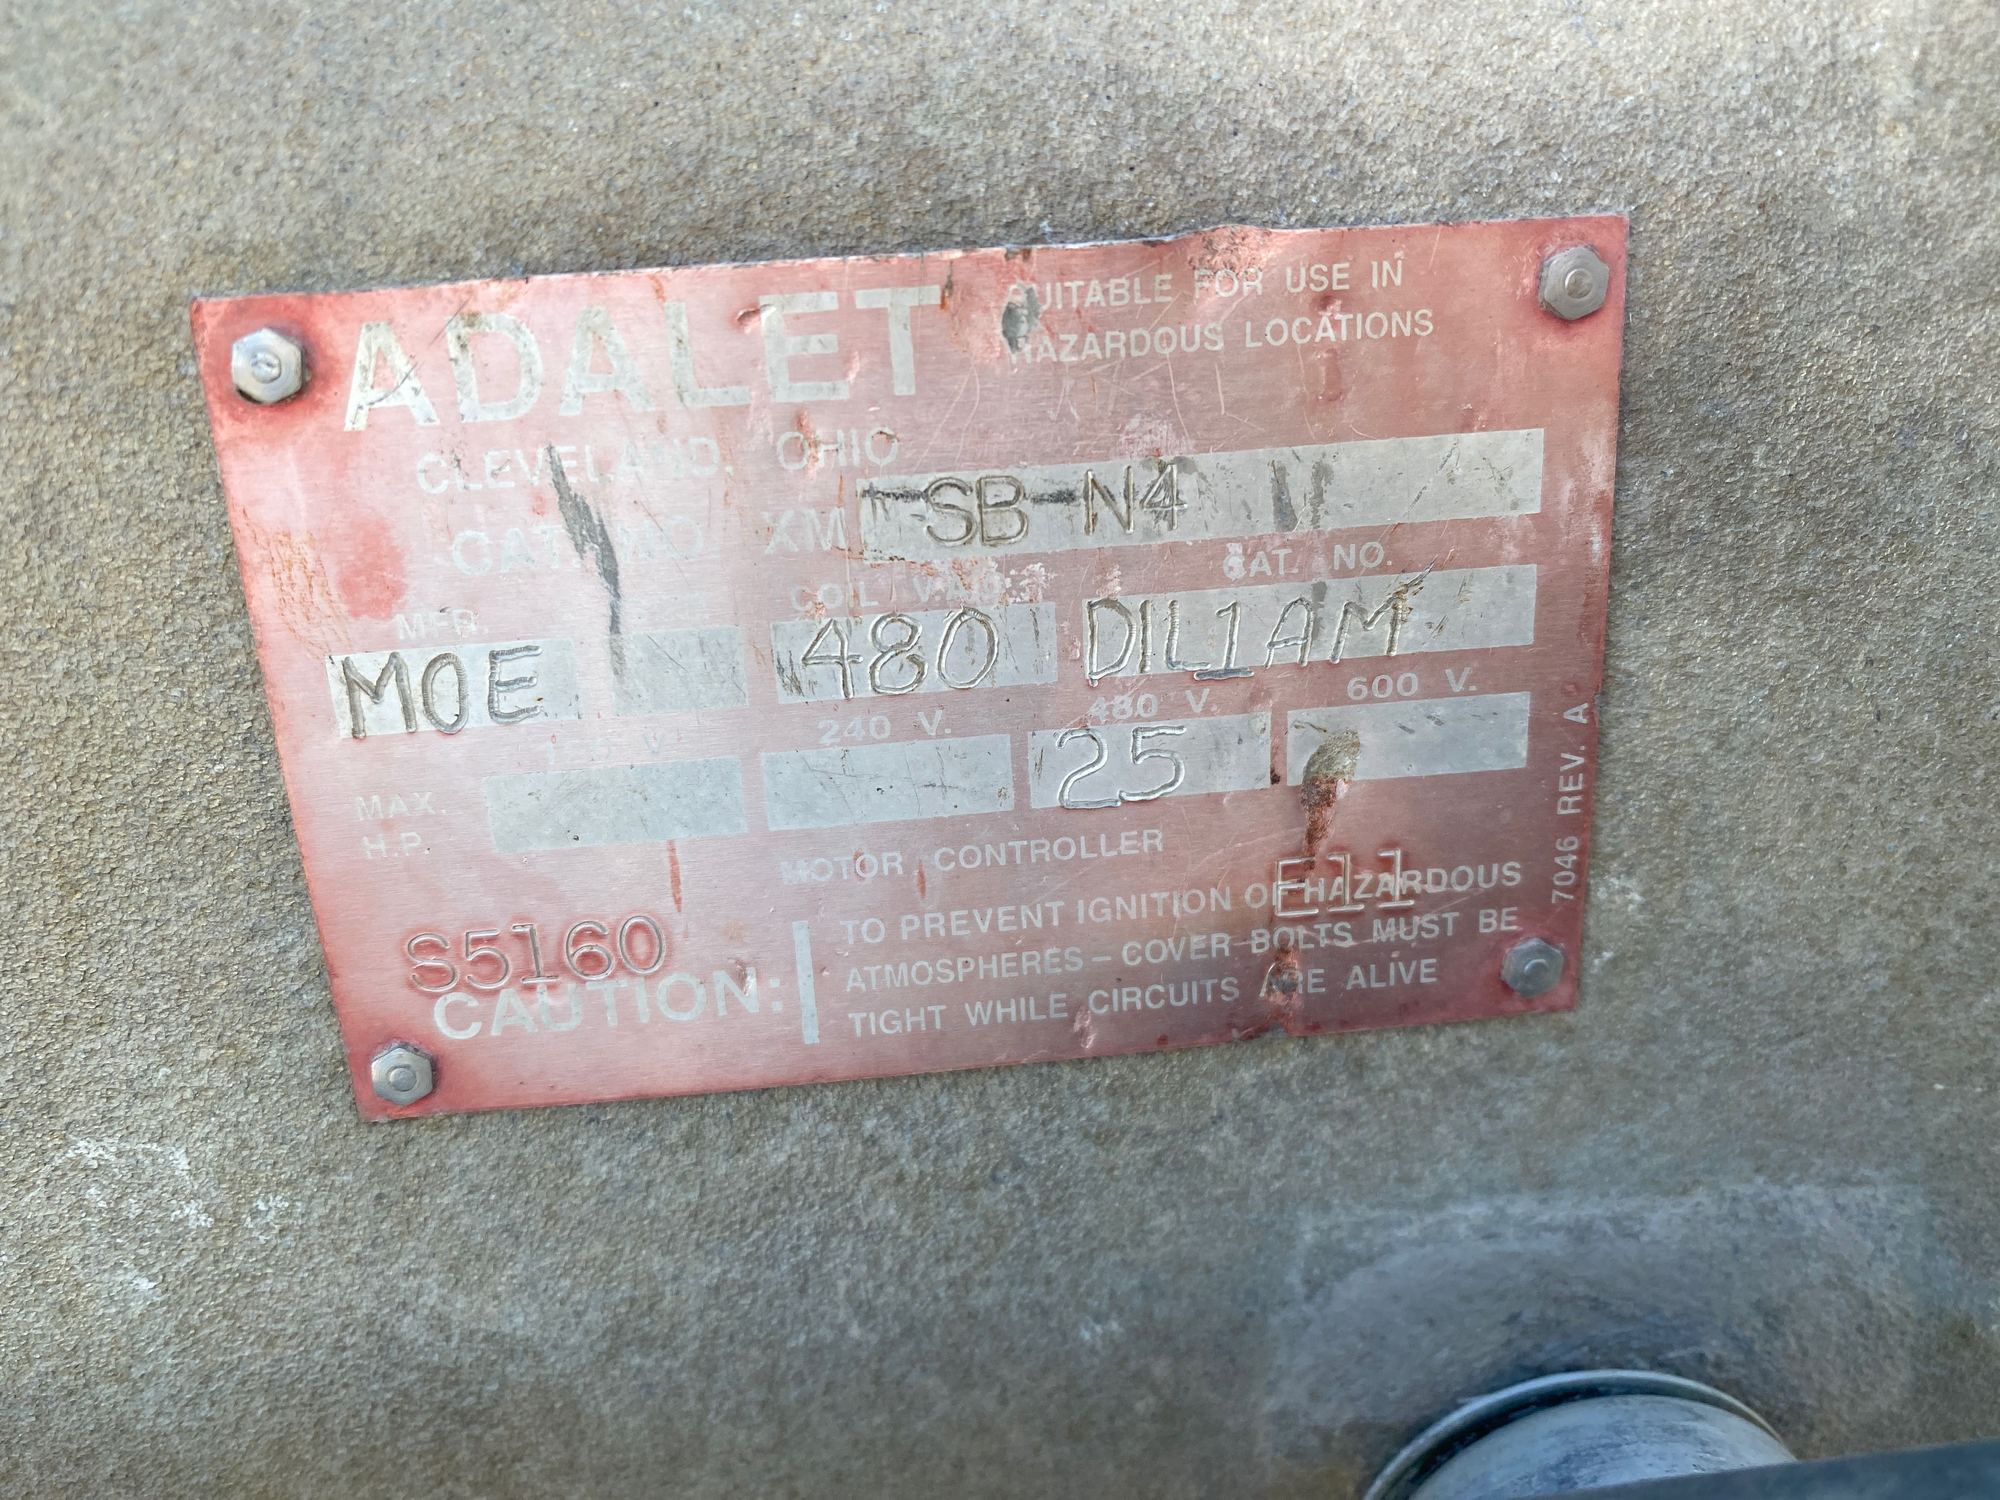 ADALET
SUITABLE FOR USE IN
HAZARDOUS LOCATIONS
CLEVELAND, OHIO
CAT. NO. XM -SB-N4
MFR. COIL VOLTS CAT. NO.
MOE 480 DIL1AM
120 V. 240 V. 480 V. 600 V.
MAX. H.P. 25
MOTOR CONTROLLER
E11
S5160
CAUTION:
TO PREVENT IGNITION OF HAZARDOUS
ATMOSPHERES – COVER BOLTS MUST BE
TIGHT WHILE CIRCUITS ARE ALIVE
7046 REV. A